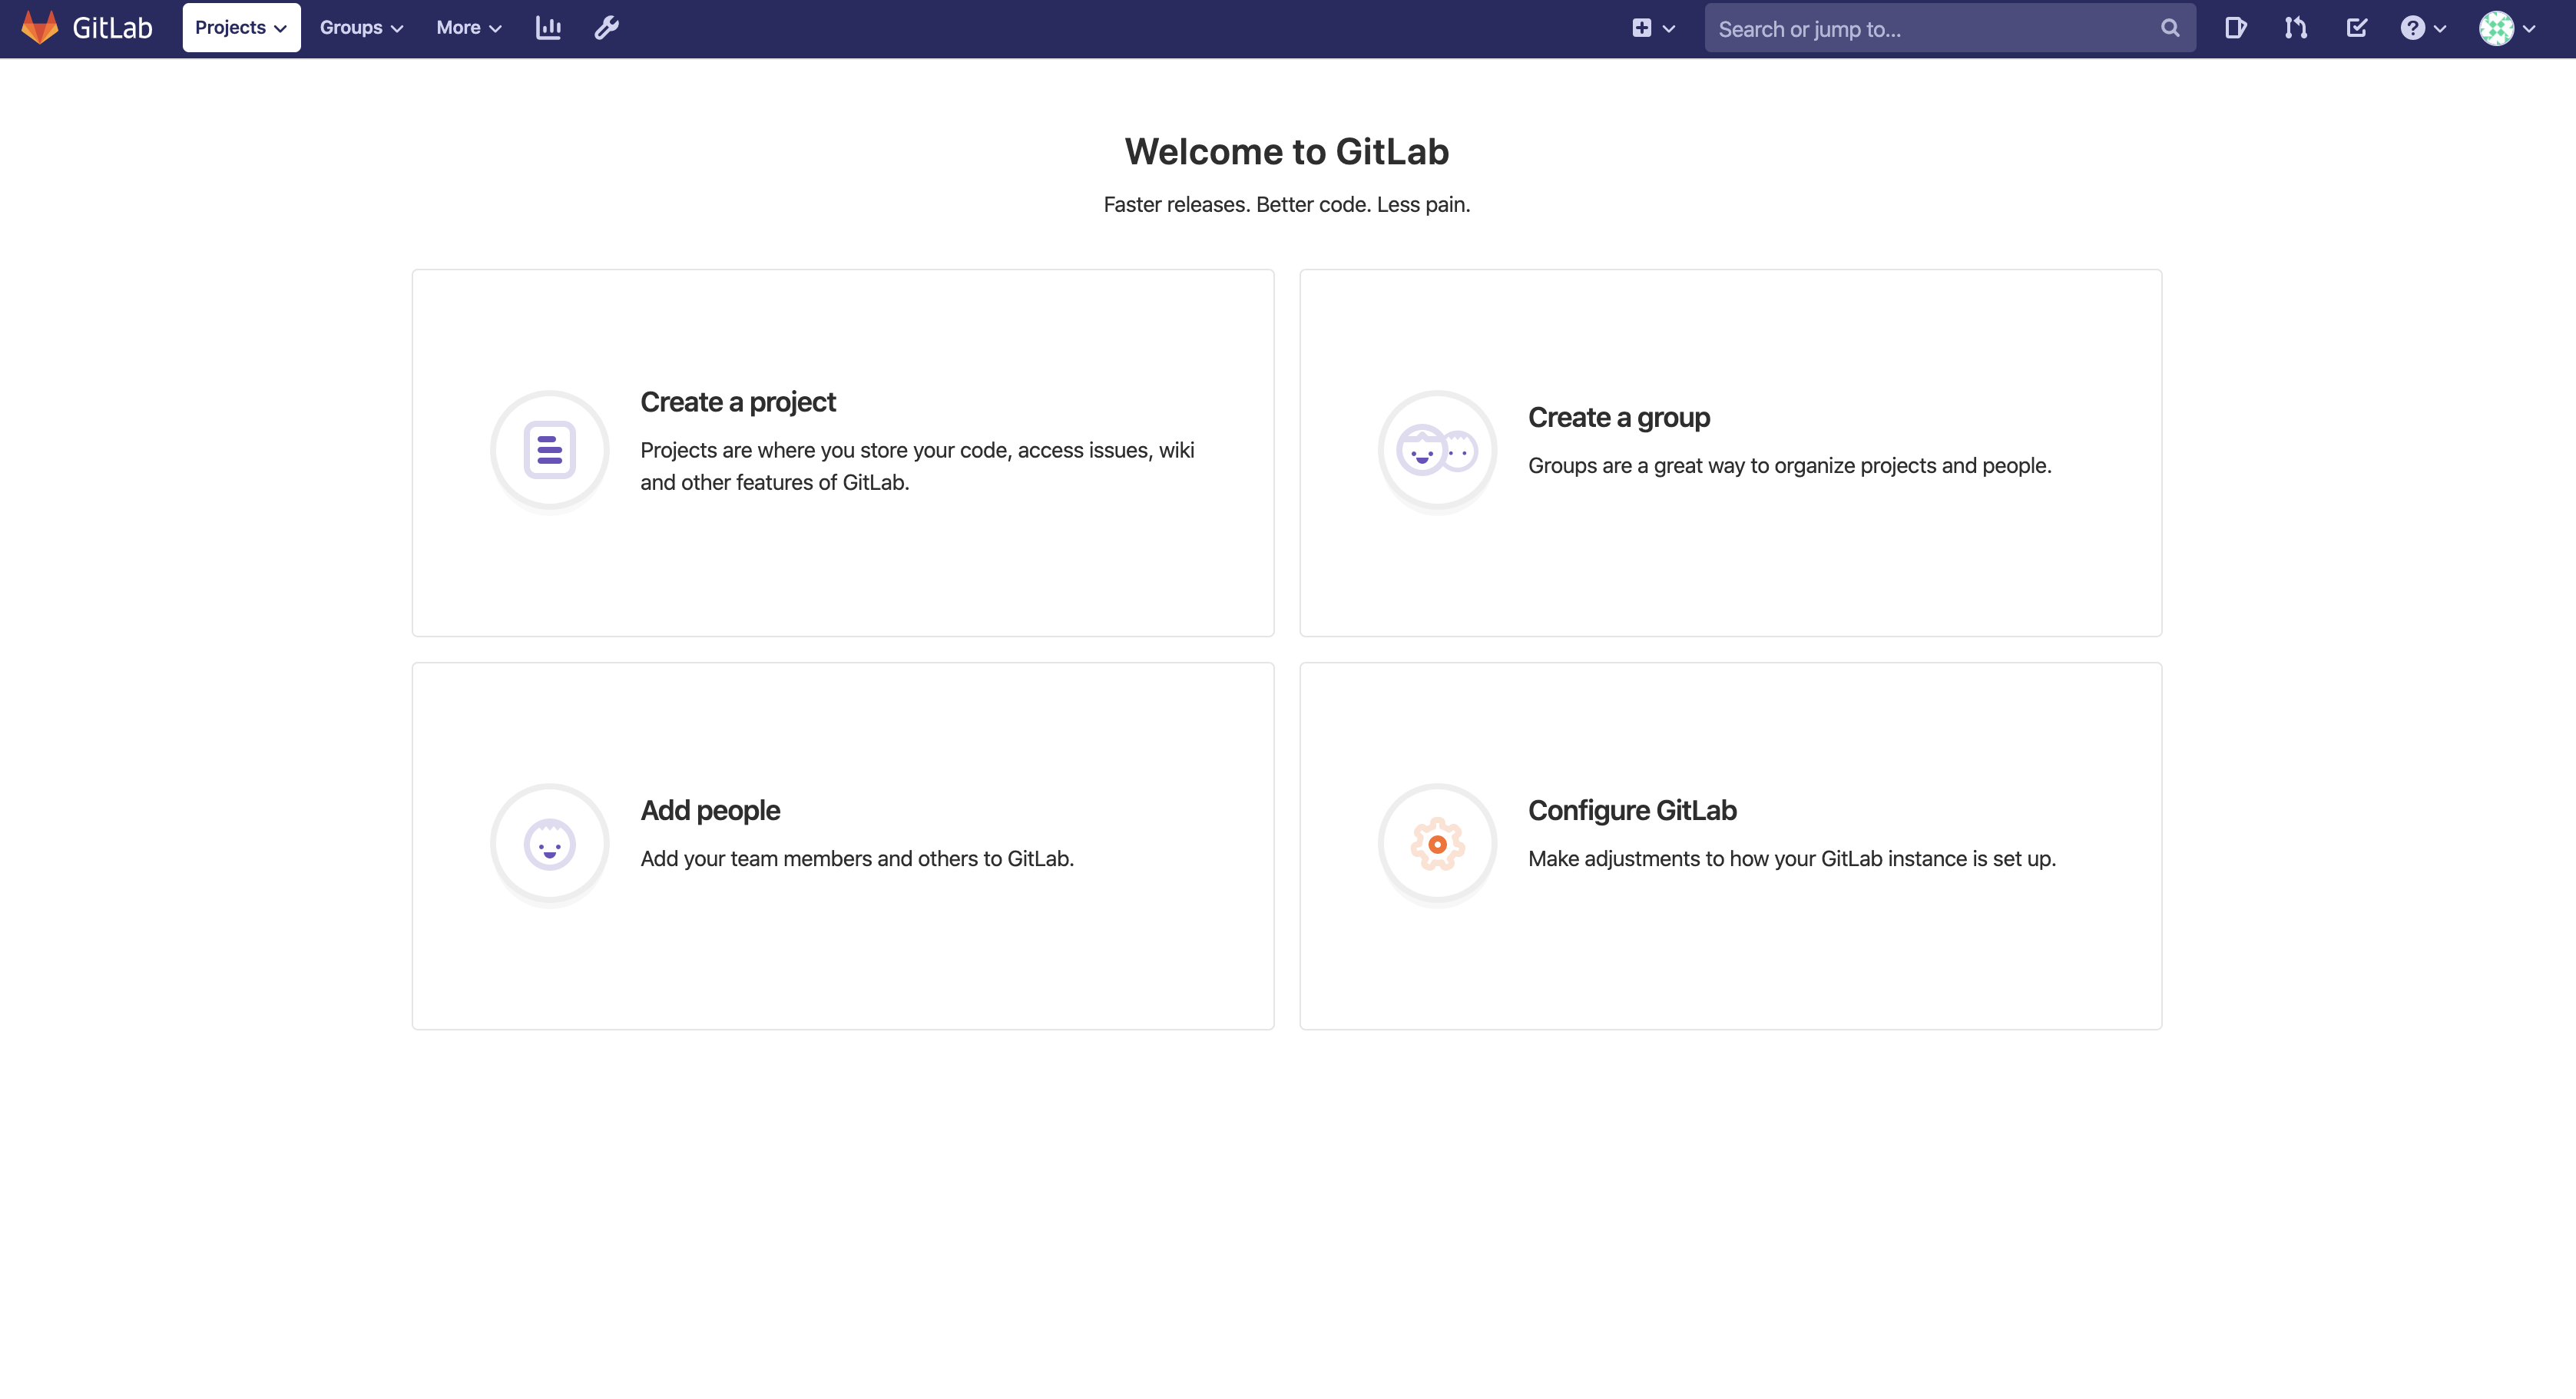 GitLab Projects Groups More Search or jump to...
Welcome to GitLab
Faster releases. Better code. Less pain.
Create a project
Projects are where you store your code, access issues, wiki
and other features of GitLab.
Create a group
Groups are a great way to organize projects and people.
Add people
Add your team members and others to GitLab.
Configure GitLab
Make adjustments to how your GitLab instance is set up.